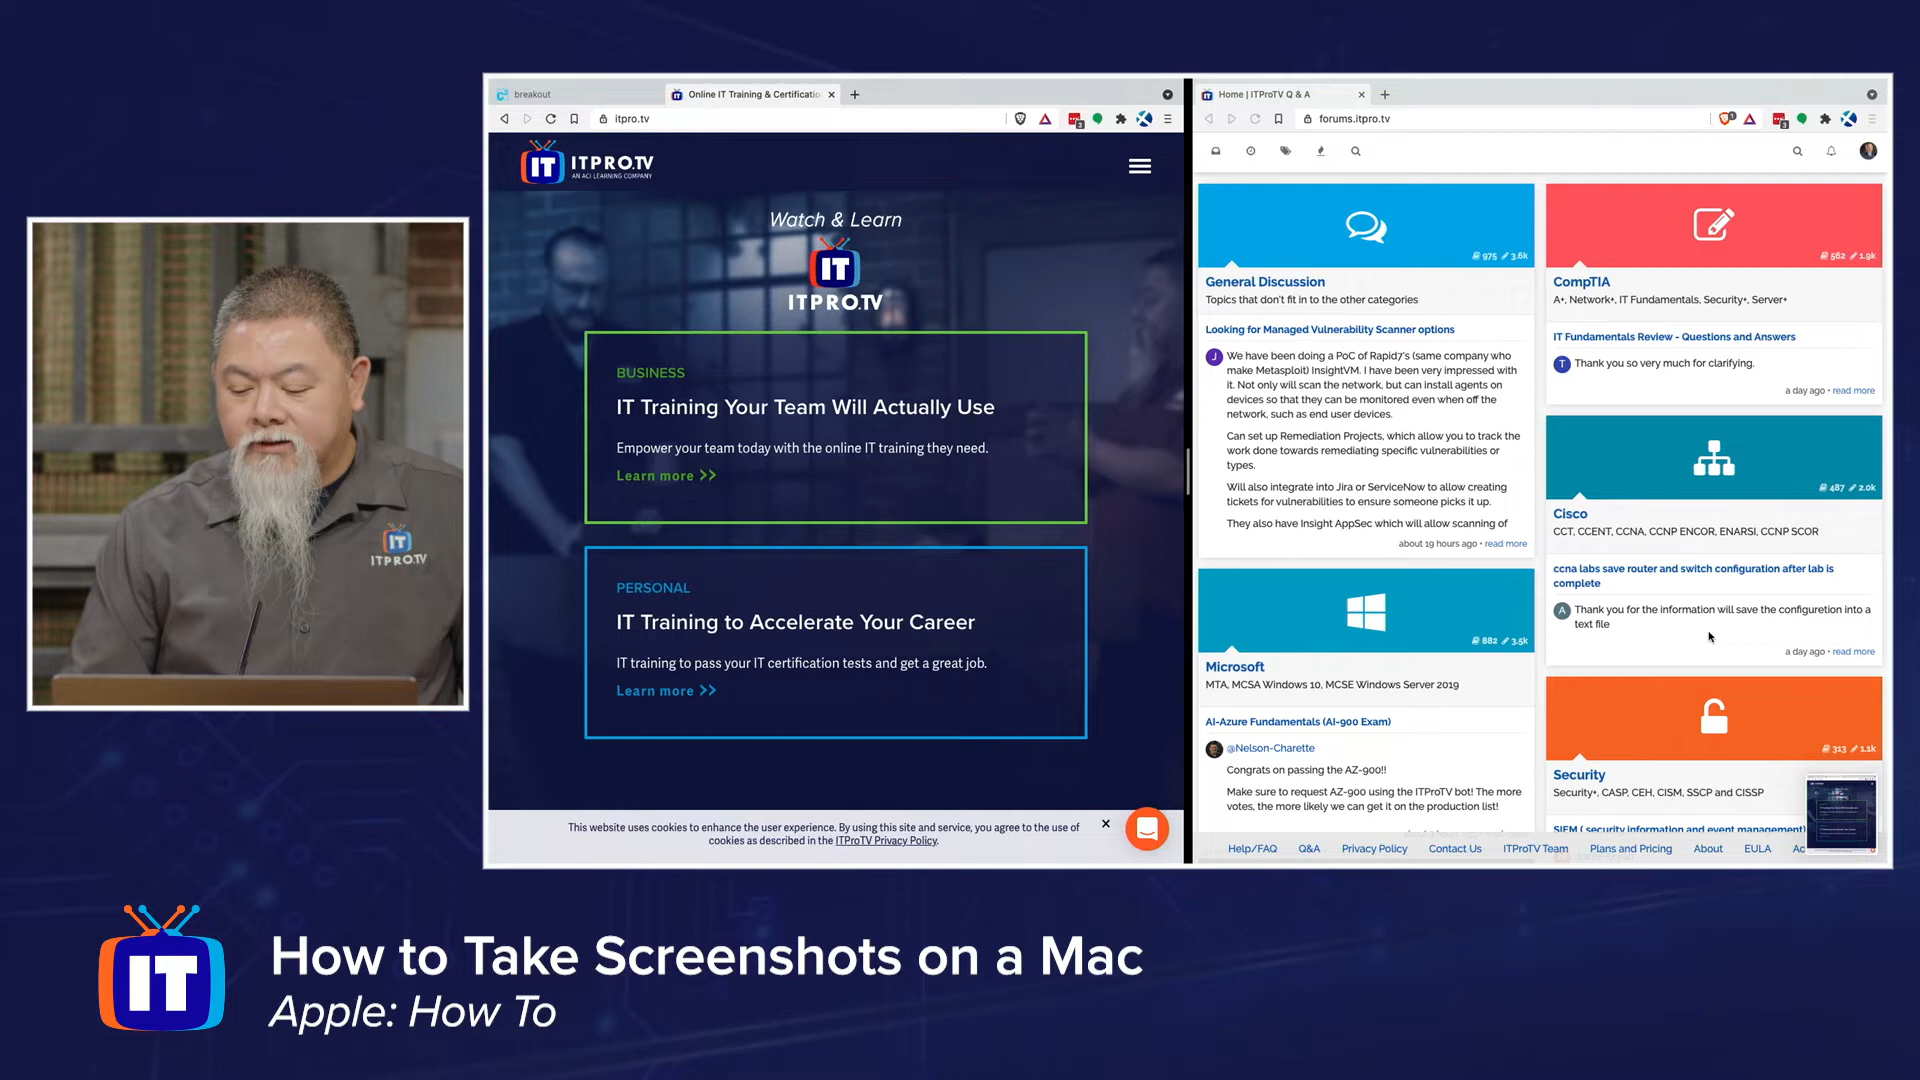 breakout
Online IT Training & Certificatio
itpro.tv
ITPRO.TV
AN ACI LEARNING COMPANY
Watch & Learn
IT
ITPRO.TV
BUSINESS
IT Training Your Team Will Actually Use
Empower your team today with the online IT training they need.
Learn more >>
PERSONAL
IT Training to Accelerate Your Career
IT training to pass your IT certification tests and get a great job.
Learn more >>
This website uses cookies to enhance the user experience. By using this site and service, you agree to the use of
cookies as described in the ITProTV Privacy Policy.
Home | ITProTV Q & A
forums.itpro.tv
975 3.6k
General Discussion
Topics that don't fit in to the other categories
Looking for Managed Vulnerability Scanner options
J
We have been doing a PoC of Rapid7's (same company who
make Metasploit) InsightVM. I have been very impressed with
it. Not only will scan the network, but can install agents on
devices so that they can be monitored even when off the
network, such as end user devices.
Can set up Remediation Projects, which allow you to track the
work done towards remediating specific vulnerabilities or
types.
Will also integrate into Jira or ServiceNow to allow creating
tickets for vulnerabilities to ensure someone picks it up.
They also have Insight AppSec which will allow scanning of
about 19 hours ago • read more
882 3.5k
Microsoft
MTA, MCSA Windows 10, MCSE Windows Server 2019
AI-Azure Fundamentals (AI-900 Exam)
@Nelson-Charette
Congrats on passing the AZ-900!!
Make sure to request AZ-900 using the ITProTV bot! The more
votes, the more likely we can get it on the production list!
562 1.9k
CompTIA
A+, Network+, IT Fundamentals, Security+, Server+
IT Fundamentals Review - Questions and Answers
T
Thank you so very much for clarifying.
a day ago • read more
487 2.0k
Cisco
CCT, CCENT, CCNA, CCNP ENCOR, ENARSI, CCNP SCOR
ccna labs save router and switch configuration after lab is
complete
A
Thank you for the information will save the configuretion into a
text file
a day ago • read more
313 1.1k
Security
Security+, CASP, CEH, CISM, SSCP and CISSP
SIEM ( security information and event management)
Help/FAQ Q&A Privacy Policy Contact Us ITProTV Team Plans and Pricing About EULA Ac
IT
ITPRO.TV
IT
How to Take Screenshots on a Mac
Apple: How To